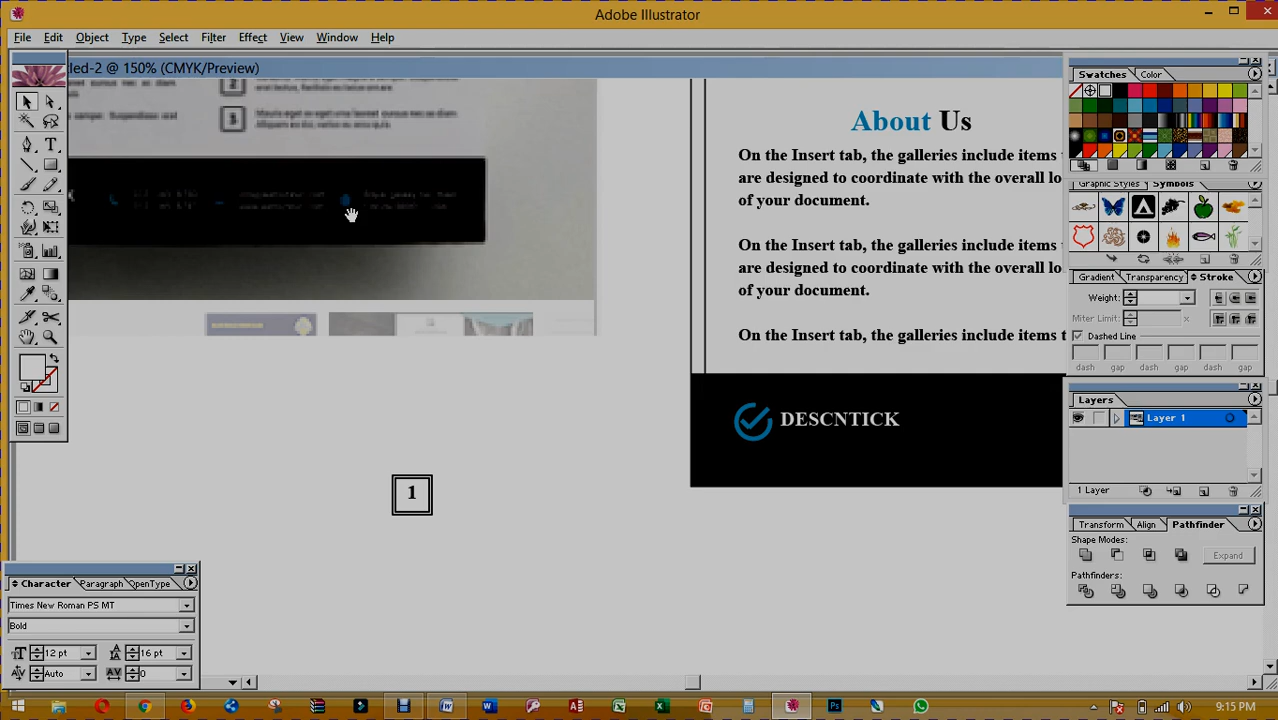 Adobe Illustrator
File Edit Object Type Select Filter Effect View Window Help
led-2 @ 150% (CMYK/Preview)
2
3
About Us
On the Insert tab, the galleries include items
are designed to coordinate with the overall lo
of your document.
On the Insert tab, the galleries include items
are designed to coordinate with the overall lo
of your document.
On the Insert tab, the galleries include items t
DESCNTICK
1
Swatches Color
Graphic Styles Symbols
Gradient Transparency Stroke
Weight:
Miter Limit: x
Dashed Line
dash gap dash gap dash gap
Layers
Layer 1
1 Layer
Transform Align Pathfinder
Shape Modes:
Expand
Pathfinders:
Character Paragraph OpenType
Times New Roman PS MT
Bold
12 pt 16 pt
Auto 0
9:15 PM